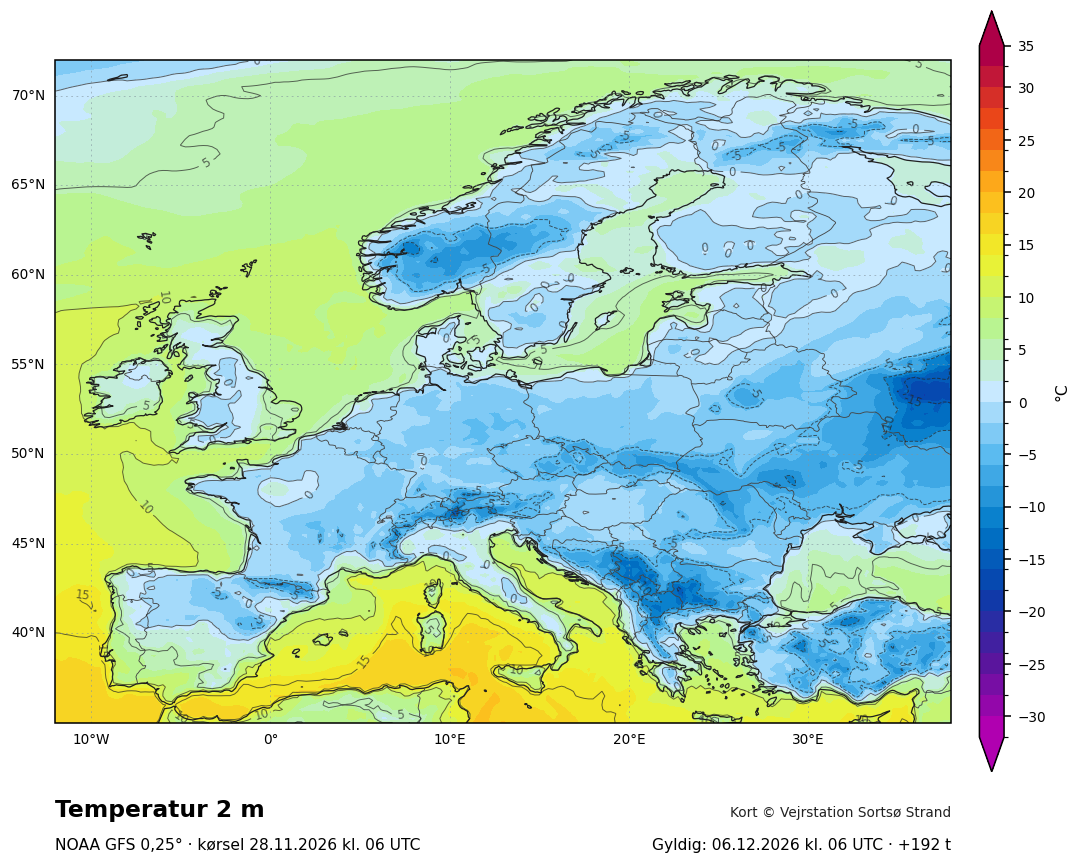 70°N
65°N
60°N
55°N
50°N
45°N
40°N
10°W
0°
10°E
20°E
30°E
35
30
25
20
15
10
5
0
−5
−10
−15
−20
−25
−30
°C
Temperatur 2 m
Kort © Vejrstation Sortsø Strand
NOAA GFS 0,25° · kørsel 28.11.2026 kl. 06 UTC
Gyldig: 06.12.2026 kl. 06 UTC · +192 t